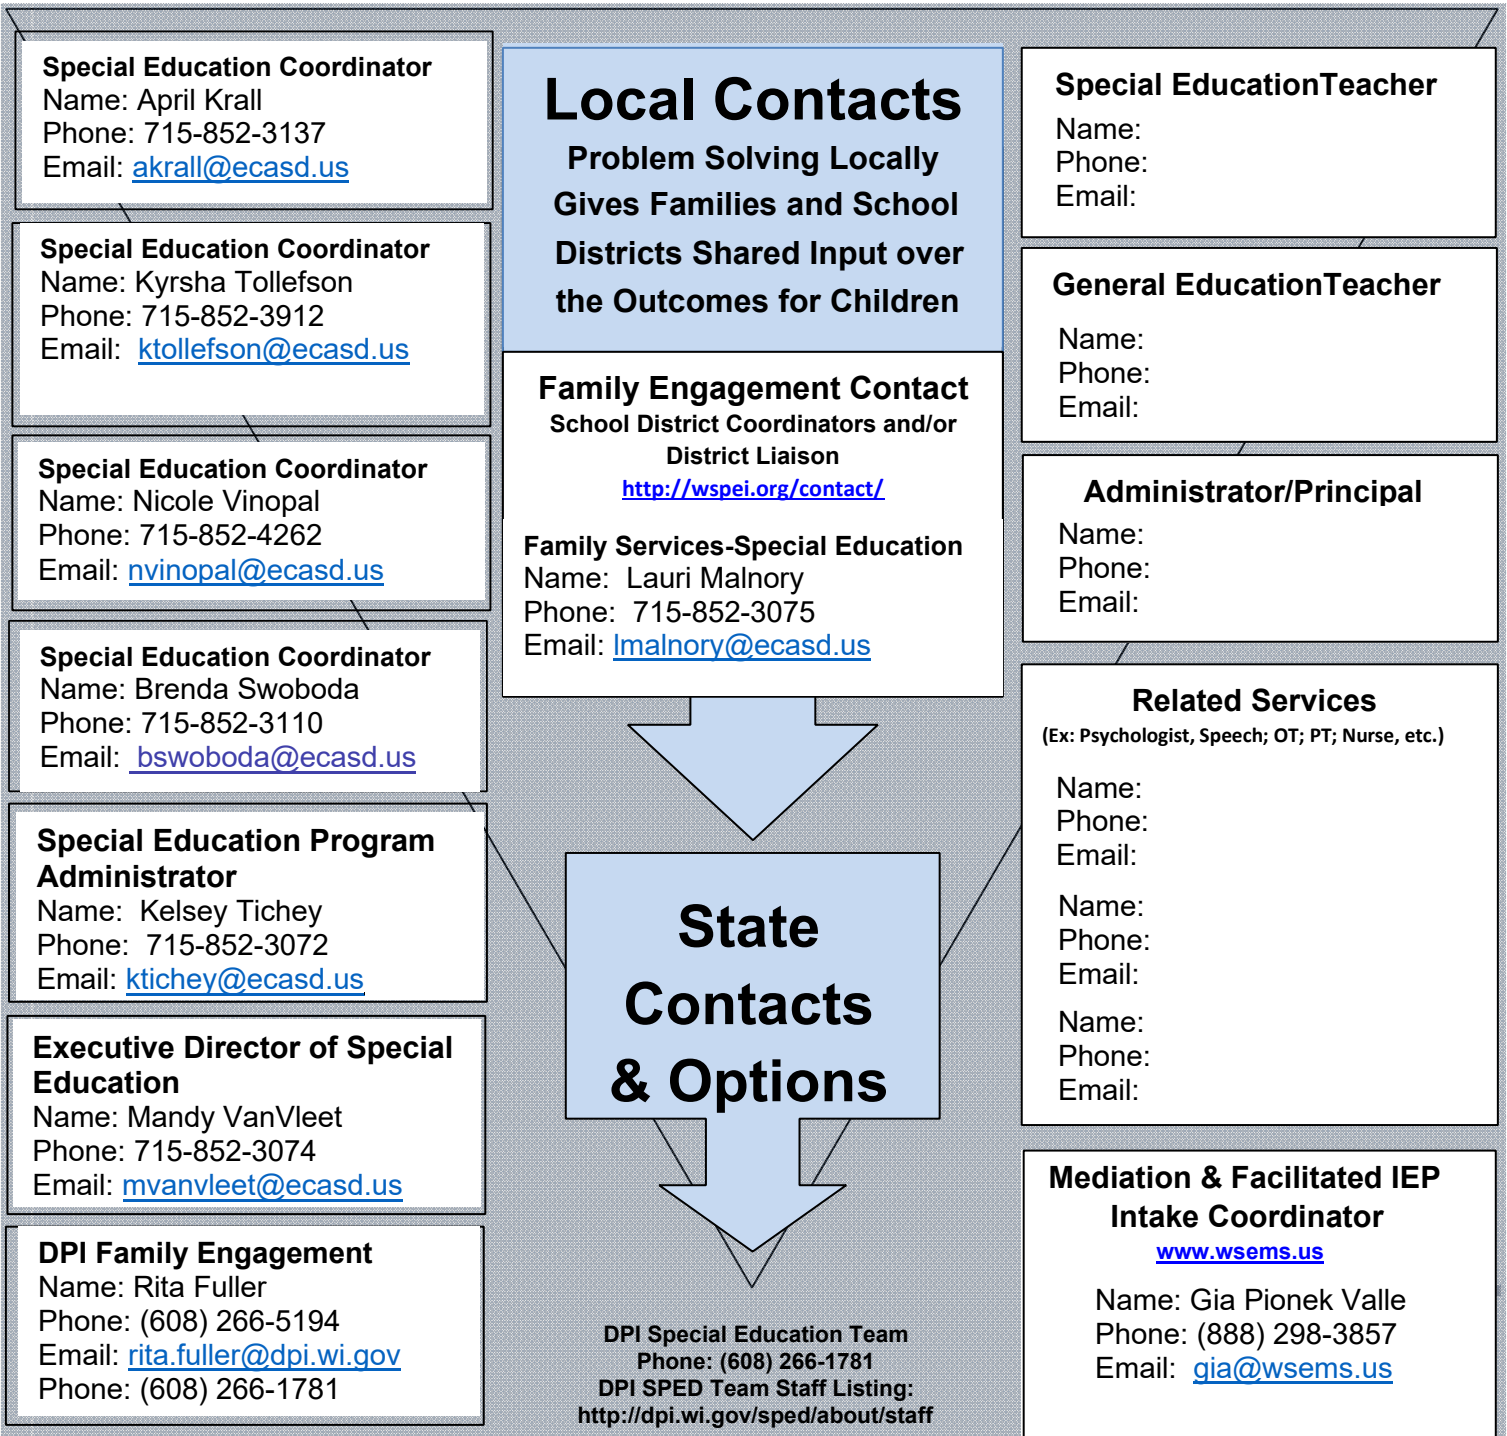 Special Education Coordinator
Name: April Krall
Phone: 715-852-3137
Email: akrall@ecasd.us
Special Education Coordinator
Name: Kyrsha Tollefson
Phone: 715-852-3912
Email: ktollefson@ecasd.us
Special Education Coordinator
Name: Nicole Vinopal
Phone: 715-852-4262
Email: nvinopal@ecasd.us
Special Education Coordinator
Name: Brenda Swoboda
Phone: 715-852-3110
Email: bswoboda@ecasd.us
Special Education Program
Administrator
Name: Kelsey Tichey
Phone: 715-852-3072
Email: ktichey@ecasd.us
Executive Director of Special
Education
Name: Mandy VanVleet
Phone: 715-852-3074
Email: mvanvleet@ecasd.us
DPI Family Engagement
Name: Rita Fuller
Phone: (608) 266-5194
Email: rita.fuller@dpi.wi.gov
Phone: (608) 266-1781
Local Contacts
Problem Solving Locally
Gives Families and School
Districts Shared Input over
the Outcomes for Children
Family Engagement Contact
School District Coordinators and/or
District Liaison
http://wspei.org/contact/
Family Services-Special Education
Name: Lauri Malnory
Phone: 715-852-3075
Email: lmalnory@ecasd.us
State
Contacts
& Options
DPI Special Education Team
Phone: (608) 266-1781
DPI SPED Team Staff Listing:
http://dpi.wi.gov/sped/about/staff
Special EducationTeacher
Name:
Phone:
Email:
General EducationTeacher
Name:
Phone:
Email:
Administrator/Principal
Name:
Phone:
Email:
Related Services
(Ex: Psychologist, Speech; OT; PT; Nurse, etc.)
Name:
Phone:
Email:
Name:
Phone:
Email:
Name:
Phone:
Email:
Mediation & Facilitated IEP
Intake Coordinator
www.wsems.us
Name: Gia Pionek Valle
Phone: (888) 298-3857
Email: gia@wsems.us